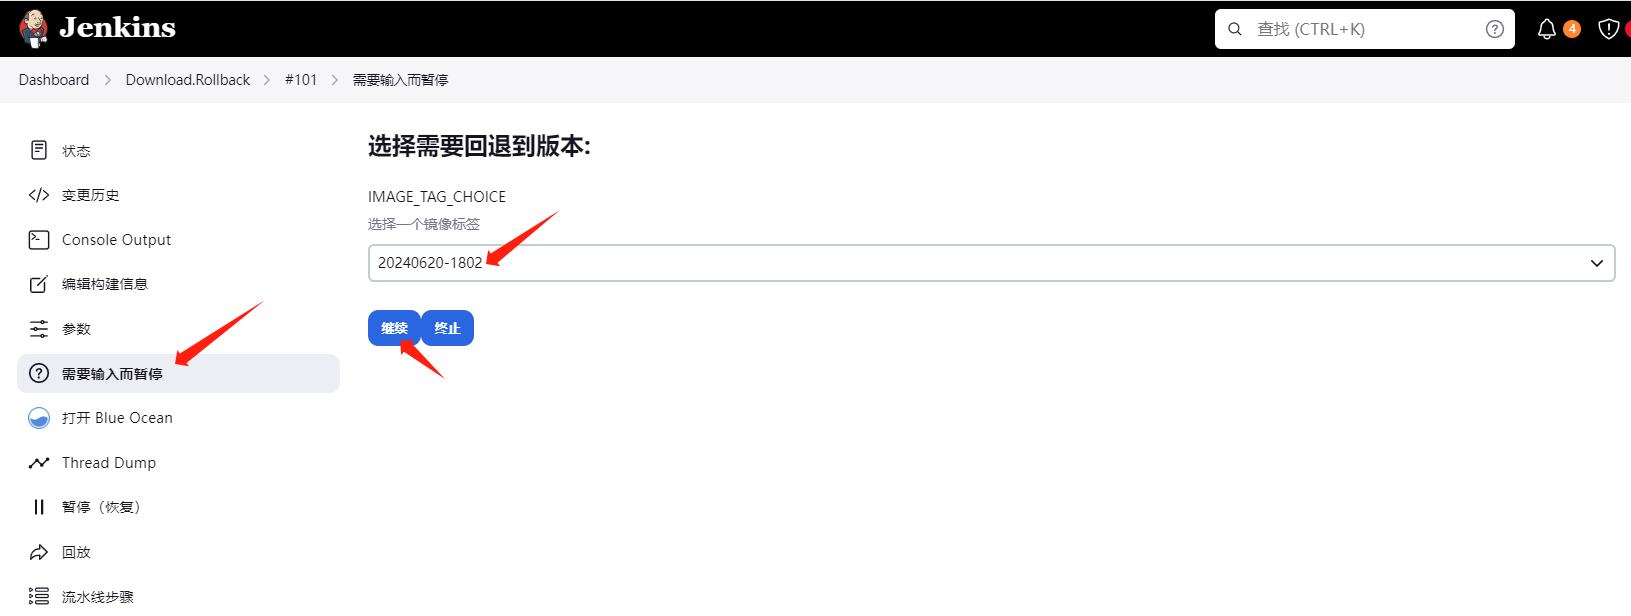 Jenkins
查找 (CTRL+K)
4
Dashboard > Download.Rollback > #101 > 需要输入而暂停
状态
变更历史
Console Output
编辑构建信息
参数
需要输入而暂停
打开 Blue Ocean
Thread Dump
暂停（恢复）
回放
流水线步骤
选择需要回退到版本:
IMAGE_TAG_CHOICE
选择一个镜像标签
20240620-1802
继续
终止